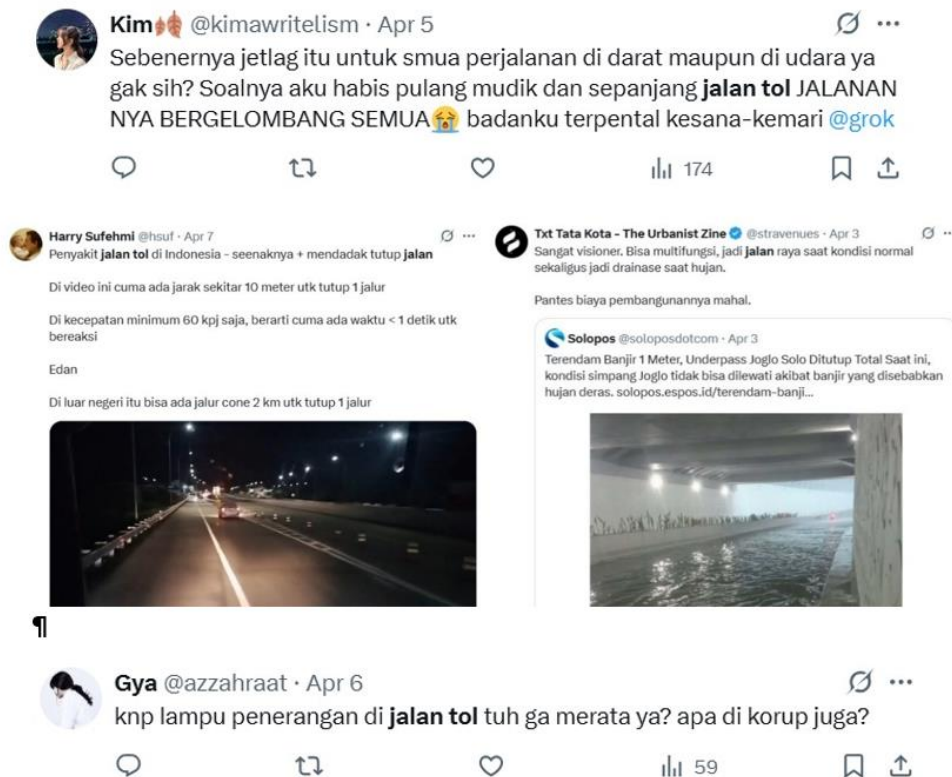 Kim @kimawritelism · Apr 5
Sebenernya jetlag itu untuk smua perjalanan di darat maupun di udara ya
gak sih? Soalnya aku habis pulang mudik dan sepanjang jalan tol JALANAN
NYA BERGELOMBANG SEMUA😭 badanku terpental kesana-kemari @grok
174
Harry Sufehmi @hsuf · Apr 7
Penyakit jalan tol di Indonesia - seenaknya + mendadak tutup jalan
Di video ini cuma ada jarak sekitar 10 meter utk tutup 1 jalur
Di kecepatan minimum 60 kpj saja, berarti cuma ada waktu < 1 detik utk
bereaksi
Edan
Di luar negeri itu bisa ada jalur cone 2 km utk tutup 1 jalur
Txt Tata Kota - The Urbanist Zine @stravenues · Apr 3
Sangat visioner. Bisa multifungsi, jadi jalan raya saat kondisi normal
sekaligus jadi drainase saat hujan.
Pantes biaya pembangunannya mahal.
Solopos @soloposdotcom · Apr 3
Terendam Banjir 1 Meter, Underpass Joglo Solo Ditutup Total Saat ini,
kondisi simpang Joglo tidak bisa dilewati akibat banjir yang disebabkan
hujan deras. solopos.espos.id/terendam-banji...
¶
Gya @azzahraat · Apr 6
knp lampu penerangan di jalan tol tuh ga merata ya? apa di korup juga?
59